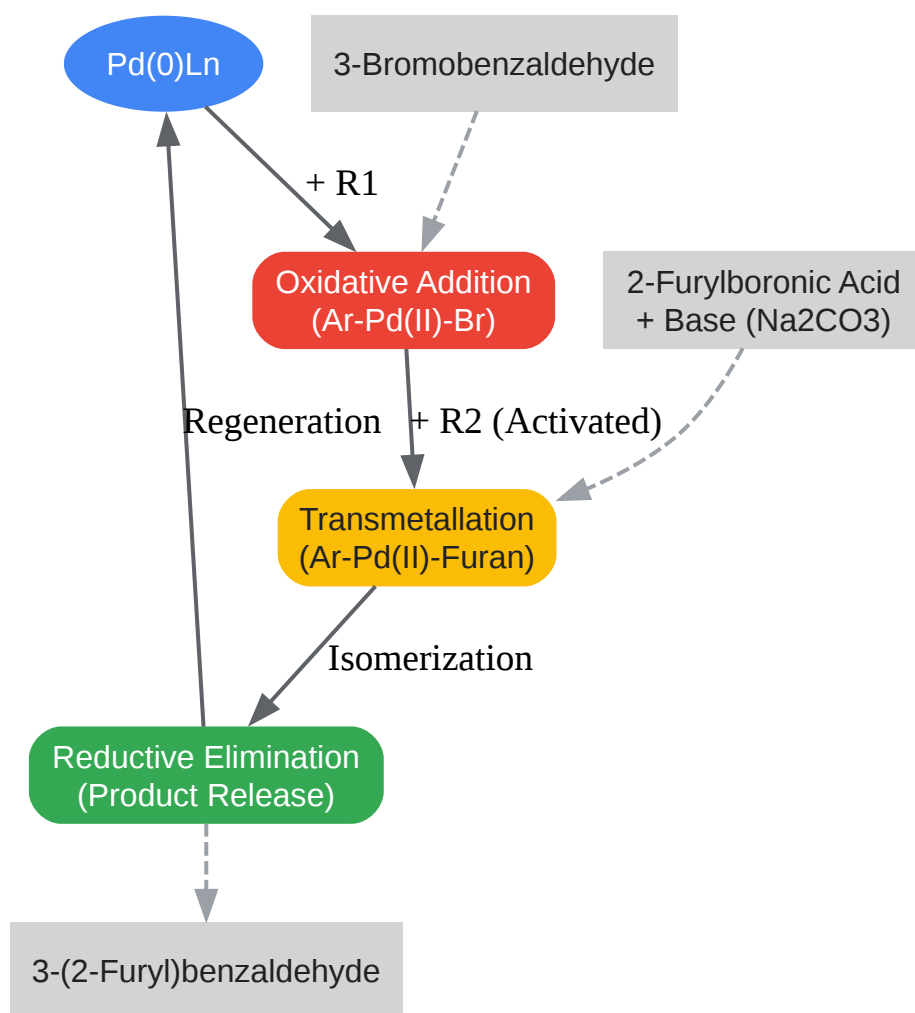 Pd(0)Ln
3-Bromobenzaldehyde
+ R1
Oxidative Addition
(Ar-Pd(II)-Br)
2-Furylboronic Acid
+ Base (Na2CO3)
Regeneration
+ R2 (Activated)
Transmetallation
(Ar-Pd(II)-Furan)
Isomerization
Reductive Elimination
(Product Release)
3-(2-Furyl)benzaldehyde